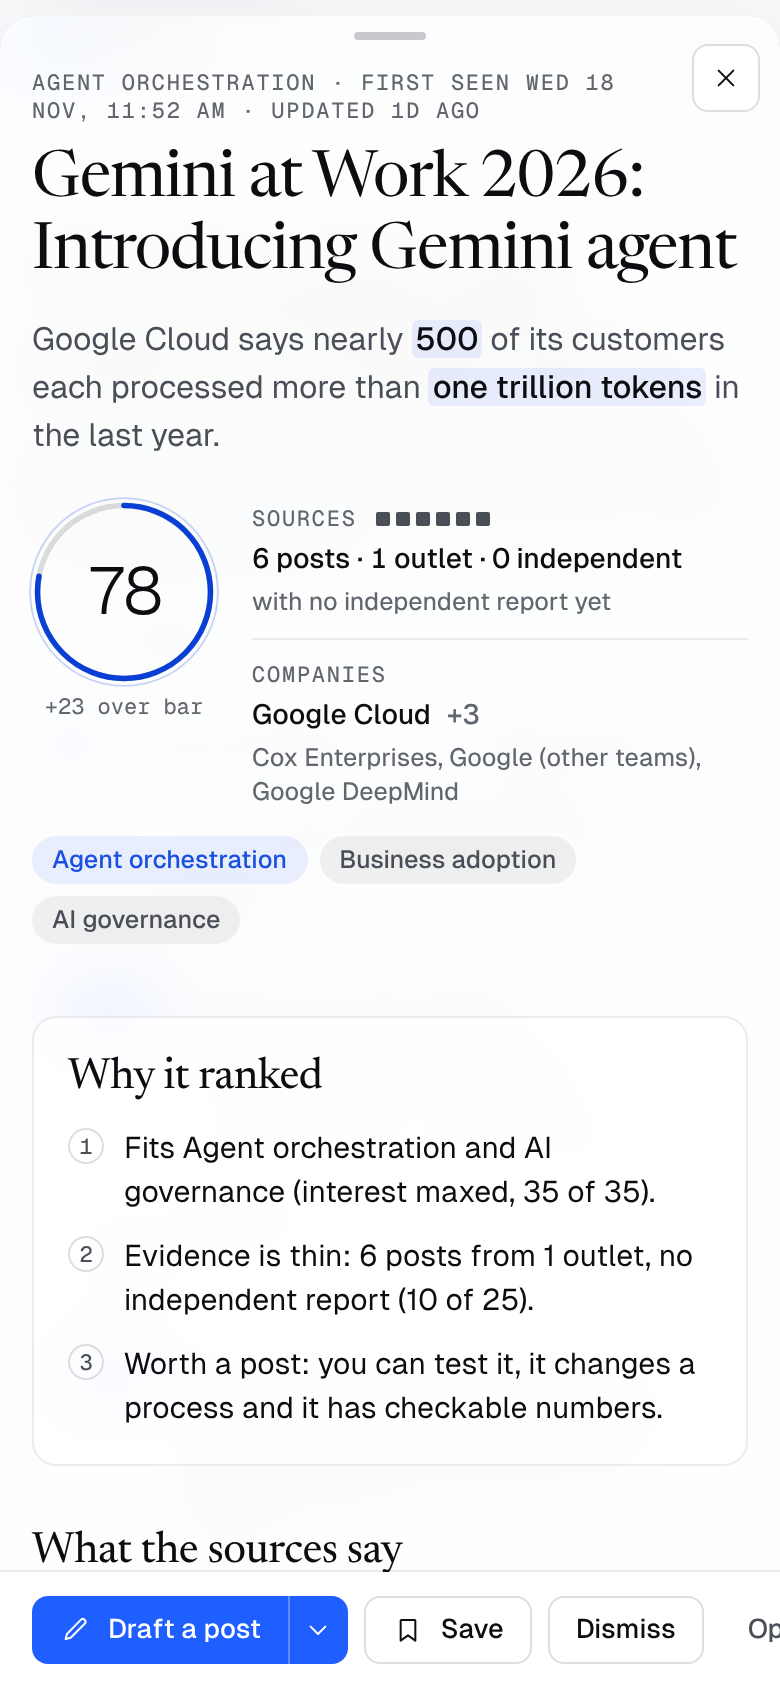 AGENT ORCHESTRATION · FIRST SEEN WED 18
NOV, 11:52 AM · UPDATED 1D AGO
Gemini at Work 2026:
Introducing Gemini agent
Google Cloud says nearly 500 of its customers
each processed more than one trillion tokens in
the last year.
78
+23 over bar
SOURCES
6 posts · 1 outlet · 0 independent
with no independent report yet
COMPANIES
Google Cloud +3
Cox Enterprises, Google (other teams),
Google DeepMind
Agent orchestration
Business adoption
AI governance
Why it ranked
1 Fits Agent orchestration and AI
governance (interest maxed, 35 of 35).
2 Evidence is thin: 6 posts from 1 outlet, no
independent report (10 of 25).
3 Worth a post: you can test it, it changes a
process and it has checkable numbers.
What the sources say
Draft a post
Save
Dismiss